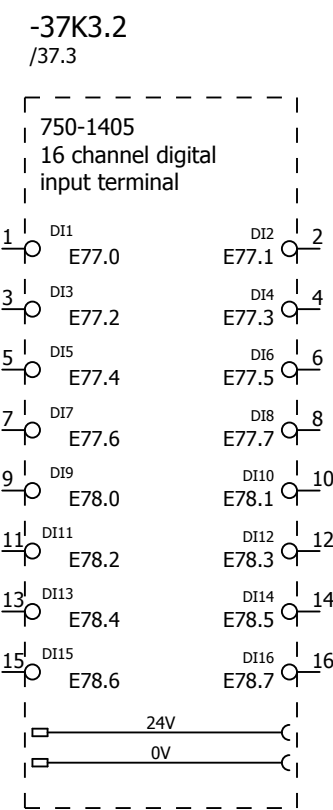 -37K3.2
/37.3
750-1405
16 channel digital
input terminal
1 DI1 DI2 2
E77.0 E77.1
3 DI3 DI4 4
E77.2 E77.3
5 DI5 DI6 6
E77.4 E77.5
7 DI7 DI8 8
E77.6 E77.7
9 DI9 DI10 10
E78.0 E78.1
11 DI11 DI12 12
E78.2 E78.3
13 DI13 DI14 14
E78.4 E78.5
15 DI15 DI16 16
E78.6 E78.7
24V
0V